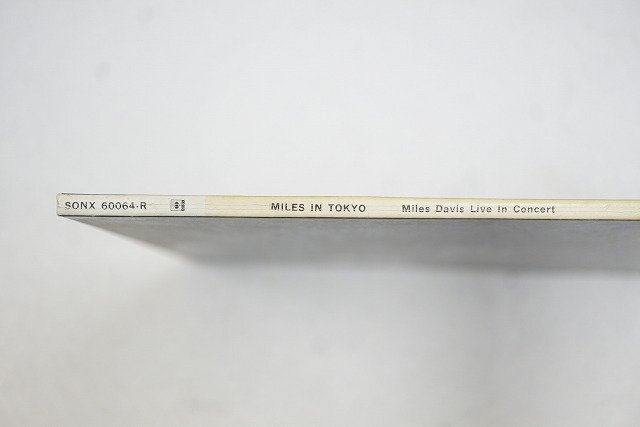 SONX 60064-R MILES IN TOKYO Miles Davis Live In Concert